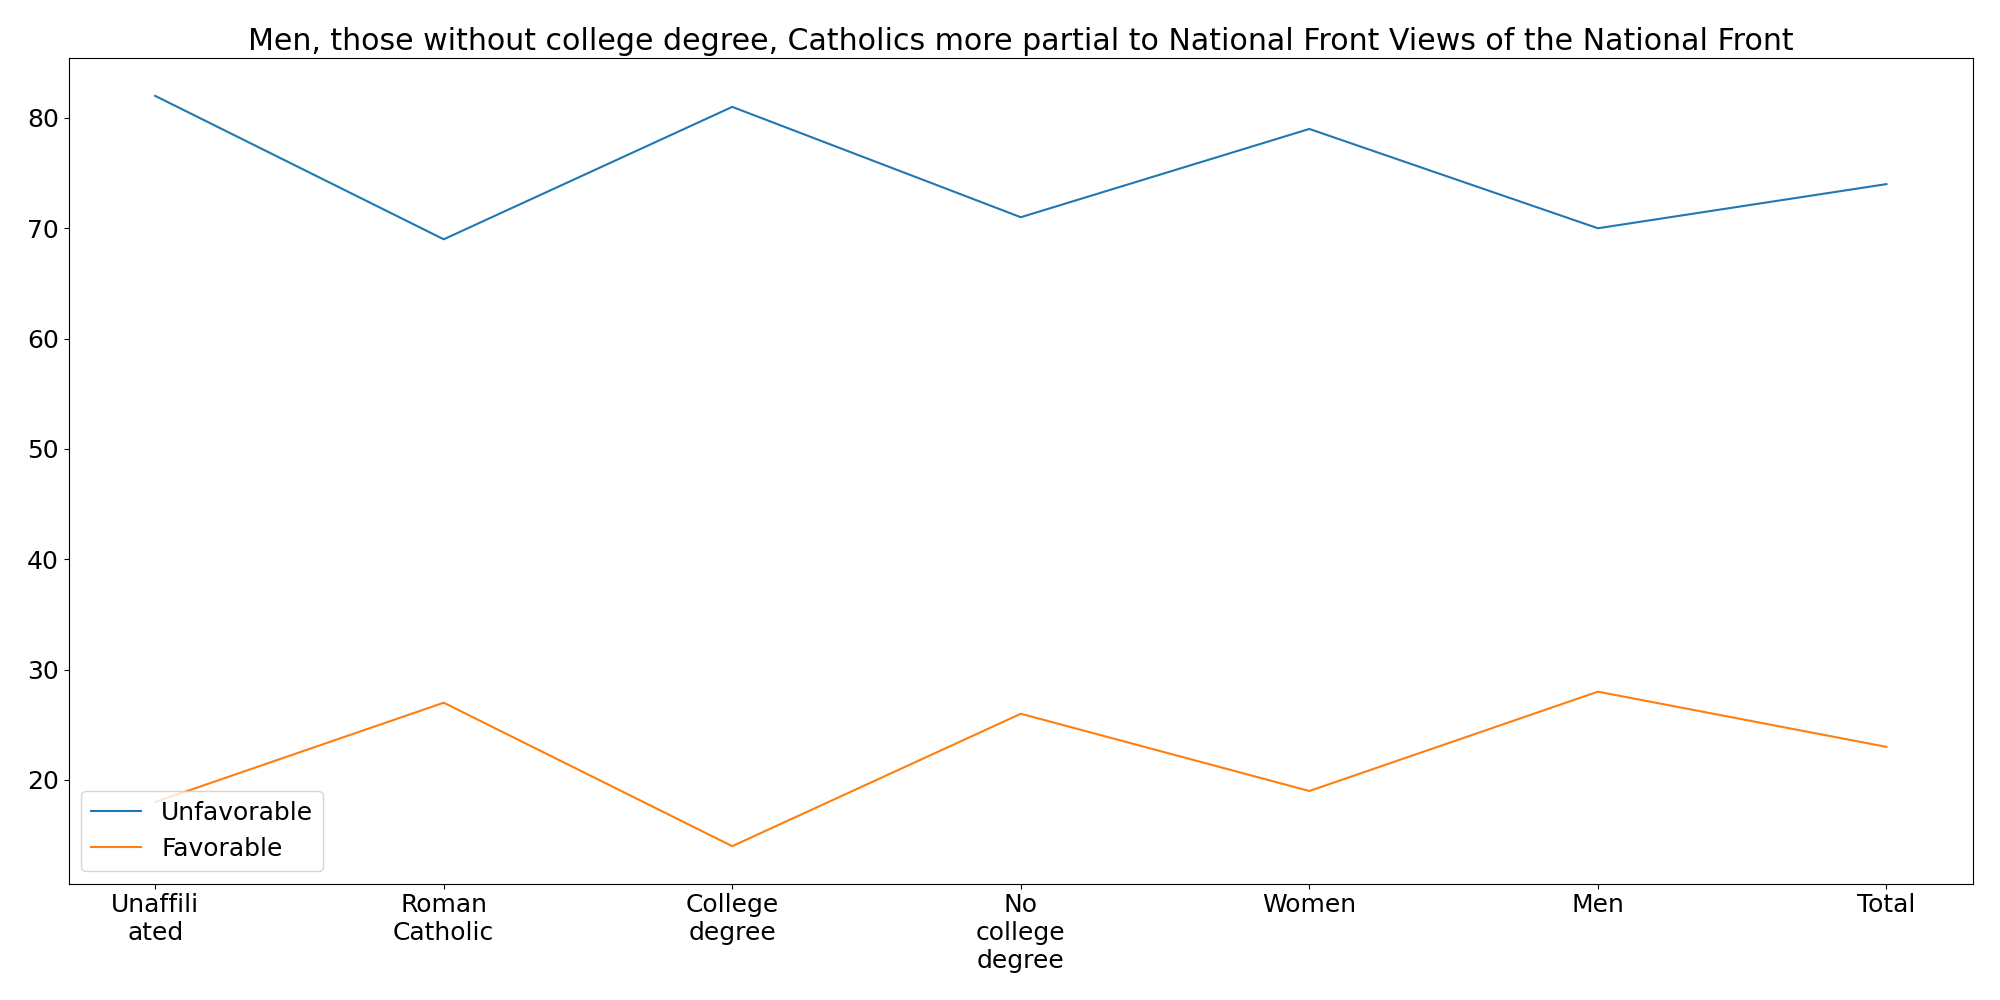 Men, those without college degree, Catholics more partial to National Front Views of the National Front
80
70
60
50
40
30
20
Unfavorable
Favorable
Unaffili
ated
Roman
Catholic
College
degree
No
college
degree
Women
Men
Total